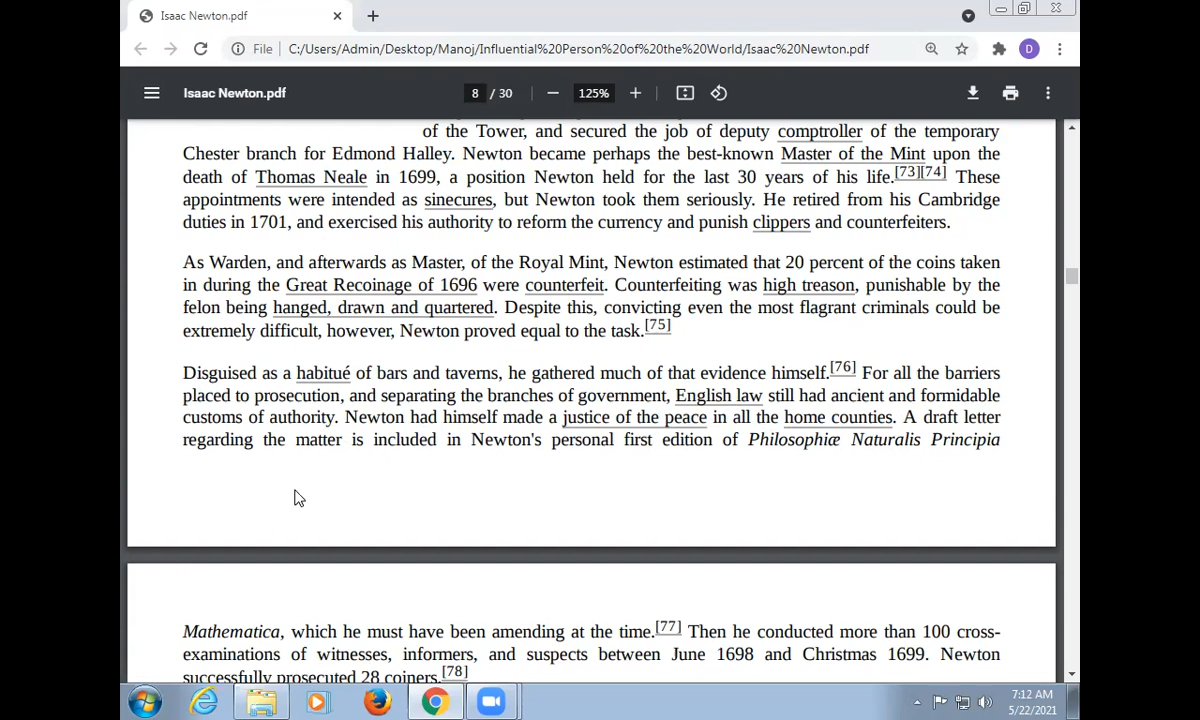 Isaac Newton.pdf
File
C:/Users/Admin/Desktop/Manoj/Influential%20Person%20of%20the%20World/Isaac%20Newton.pdf
D
Isaac Newton.pdf
8 / 30
125%
of the Tower, and secured the job of deputy comptroller of the temporary
Chester branch for Edmond Halley. Newton became perhaps the best-known Master of the Mint upon the
death of Thomas Neale in 1699, a position Newton held for the last 30 years of his life.[73][74] These
appointments were intended as sinecures, but Newton took them seriously. He retired from his Cambridge
duties in 1701, and exercised his authority to reform the currency and punish clippers and counterfeiters.
As Warden, and afterwards as Master, of the Royal Mint, Newton estimated that 20 percent of the coins taken
in during the Great Recoinage of 1696 were counterfeit. Counterfeiting was high treason, punishable by the
felon being hanged, drawn and quartered. Despite this, convicting even the most flagrant criminals could be
extremely difficult, however, Newton proved equal to the task.[75]
Disguised as a habitué of bars and taverns, he gathered much of that evidence himself.[76] For all the barriers
placed to prosecution, and separating the branches of government, English law still had ancient and formidable
customs of authority. Newton had himself made a justice of the peace in all the home counties. A draft letter
regarding the matter is included in Newton's personal first edition of Philosophiæ Naturalis Principia
Mathematica, which he must have been amending at the time.[77] Then he conducted more than 100 cross-
examinations of witnesses, informers, and suspects between June 1698 and Christmas 1699. Newton
successfully prosecuted 28 coiners.[78]
7:12 AM
5/22/2021